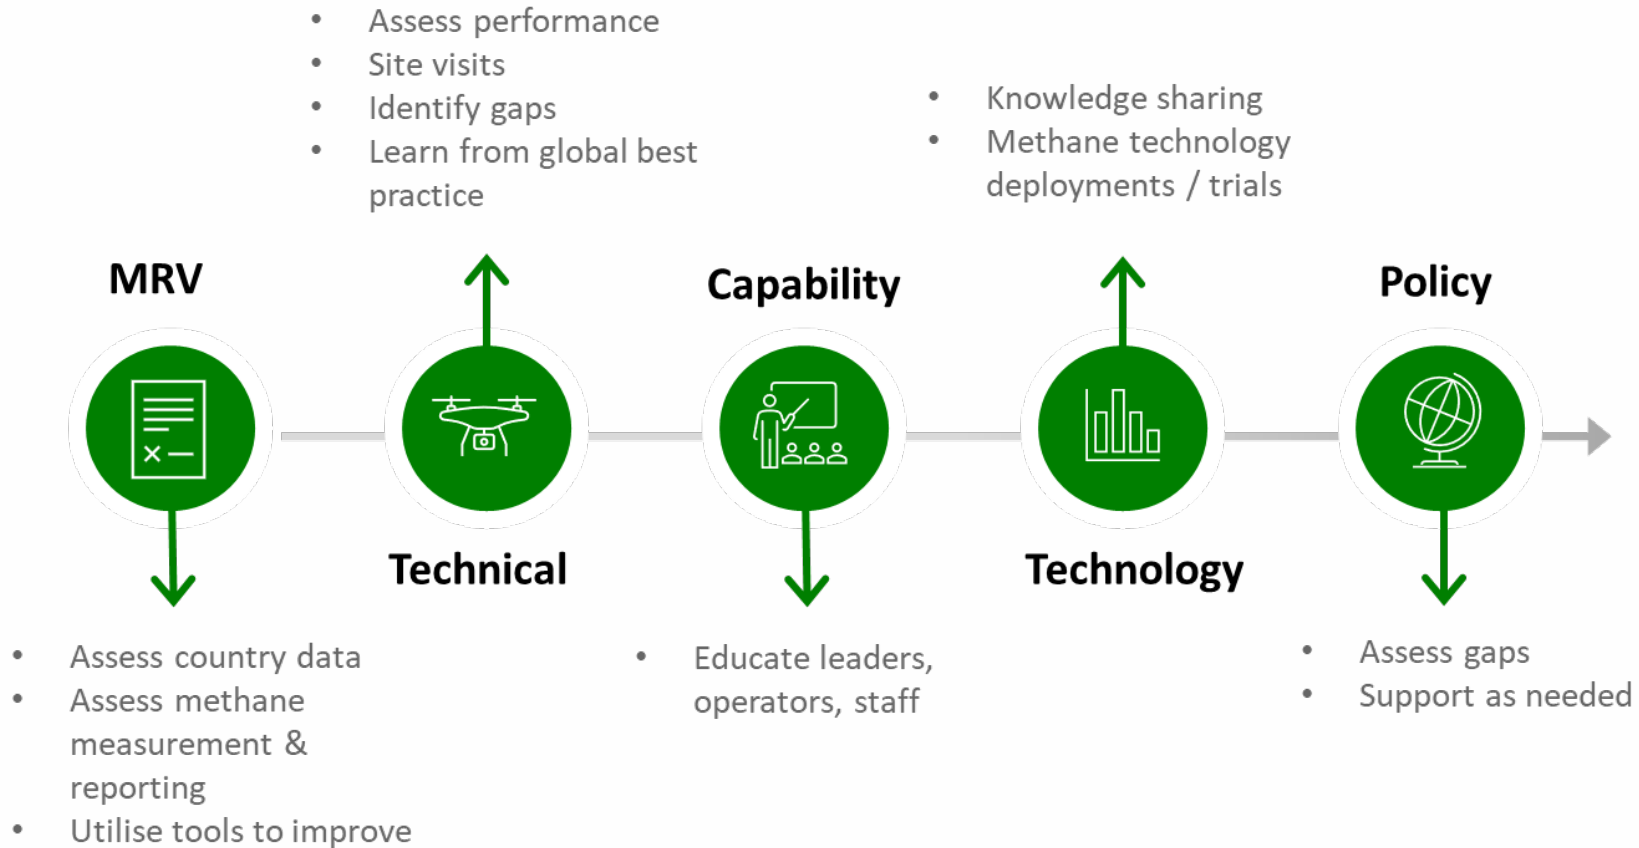 • Assess performance
• Site visits
• Identify gaps
• Learn from global best
practice
• Knowledge sharing
• Methane technology
deployments / trials
MRV
Capability
Policy
Technical
Technology
• Assess country data
• Assess methane
measurement &
reporting
• Utilise tools to improve
• Educate leaders,
operators, staff
• Assess gaps
• Support as needed